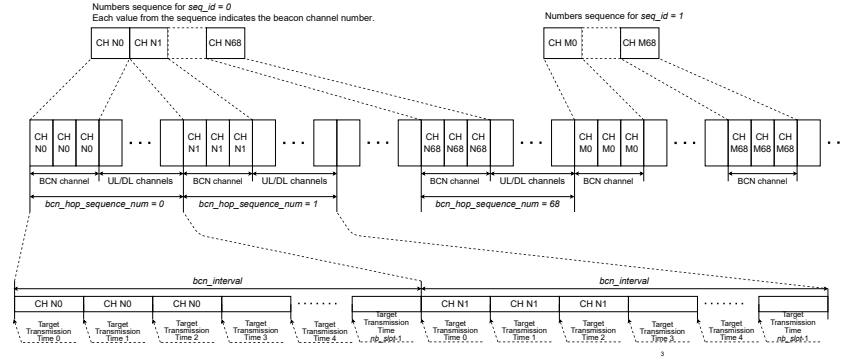 Numbers sequence for seq_id = 0
Each value from the sequence indicates the beacon channel number.
Numbers sequence for seq_id = 1
CH N0 CH N1 CH N68 CH M0 CH M68
CH CH CH CH CH CH CH CH CH CH CH CH CH CH CH
N0 N0 N0 N1 N1 N1 N68 N68 N68 M0 M0 M0 M68 M68 M68
BCN channel UL/DL channels BCN channel UL/DL channels BCN channel UL/DL channels BCN channel BCN channel
bcn_hop_sequence_num = 0 bcn_hop_sequence_num = 1 bcn_hop_sequence_num = 68
bcn_interval bcn_interval
CH N0 CH N0 CH N0 CH N1 CH N1 CH N1
Target Target Target Target Target Target Target Target Target Target Target Target
Transmission Transmission Transmission Transmission Transmission Transmission Transmission Transmission Transmission Transmission Transmission Transmission
Time 0 Time 1 Time 2 Time 3 Time 4 Time Time 0 Time 1 Time 2 Time 3 Time 4 Time
nb_slot-1 nb_slot-1
3